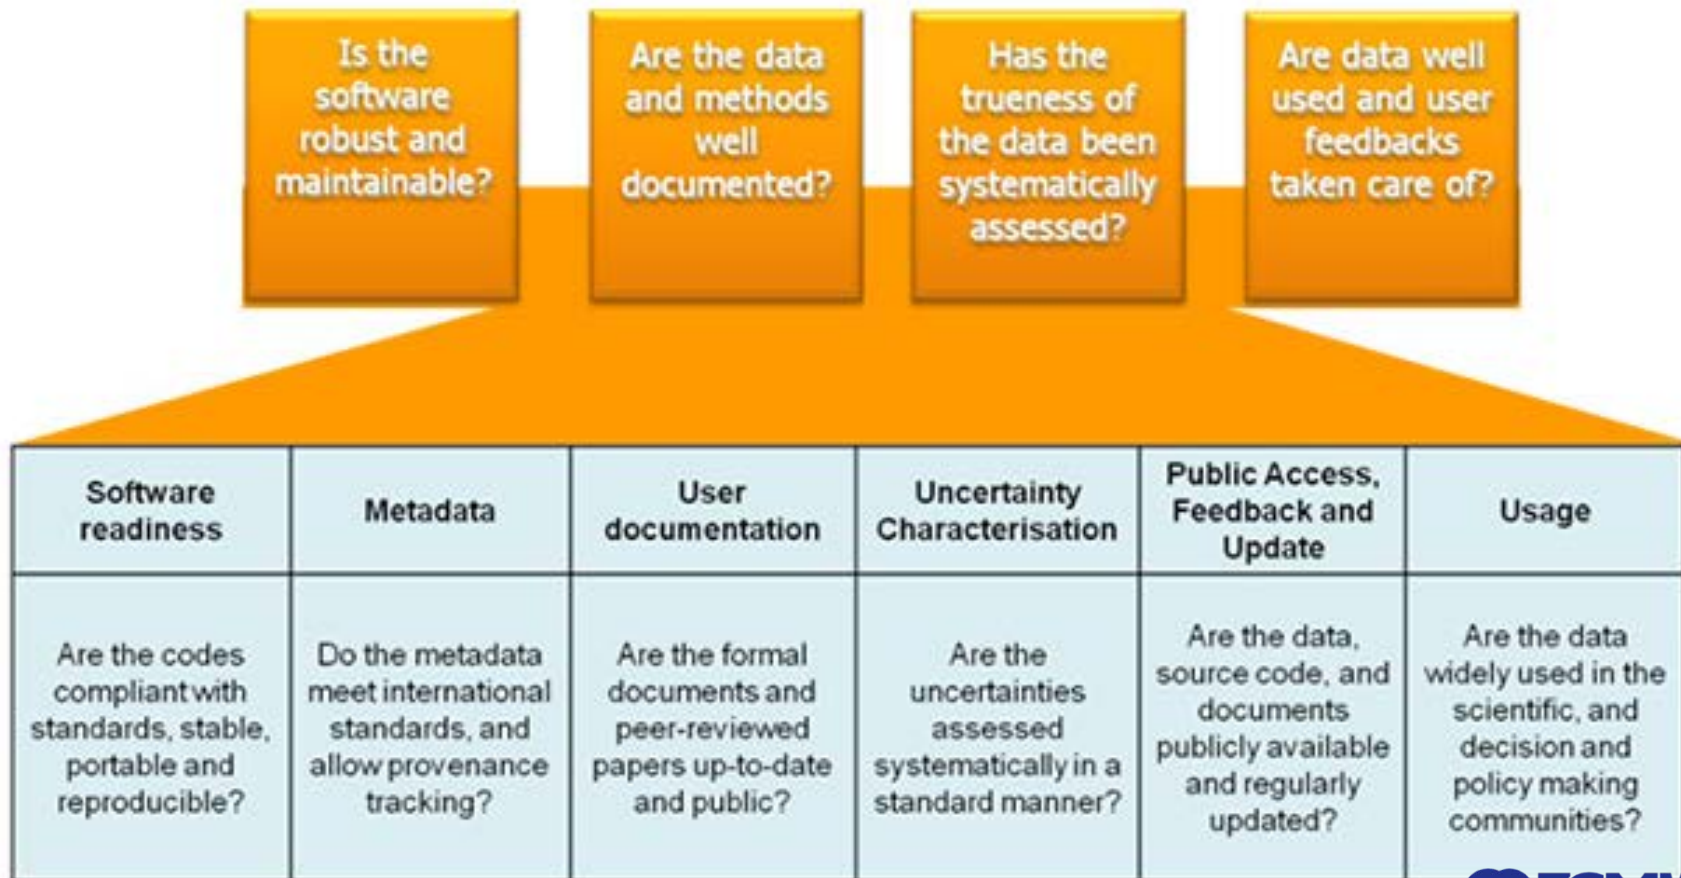 Is the
software
robust and
maintainable?
Are the data
and methods
well
documented?
Has the
trueness of
the data been
systematically
assessed?
Are data well
used and user
feedbacks
taken care of?
Software
readiness
Metadata
User
documentation
Uncertainty
Characterisation
Public Access,
Feedback and
Update
Usage
Are the codes
compliant with
standards, stable,
portable and
reproducible?
Do the metadata
meet international
standards, and
allow provenance
tracking?
Are the formal
documents and
peer-reviewed
papers up-to-date
and public?
Are the
uncertainties
assessed
systematically in a
standard manner?
Are the data,
source code, and
documents
publicly available
and regularly
updated?
Are the data
widely used in the
scientific, and
decision and
policy making
communities?